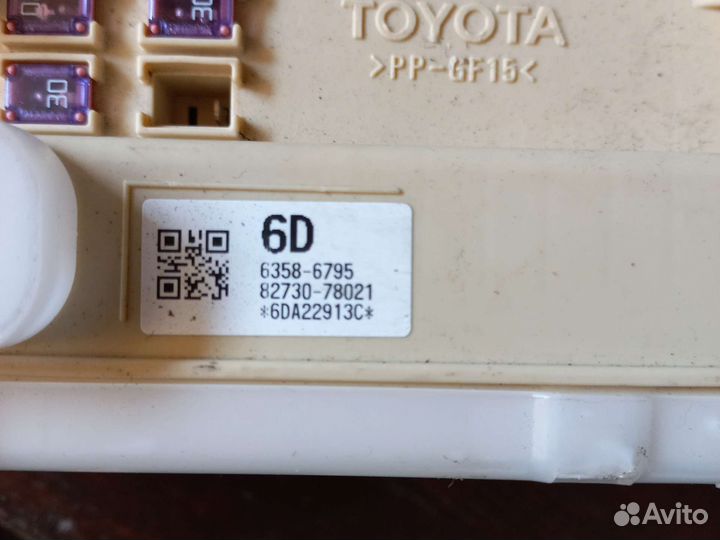 30
TOYOTA
>PP-GF15<
30
6D
6358-6795
82730-78021
*6DA22913C*
Avito